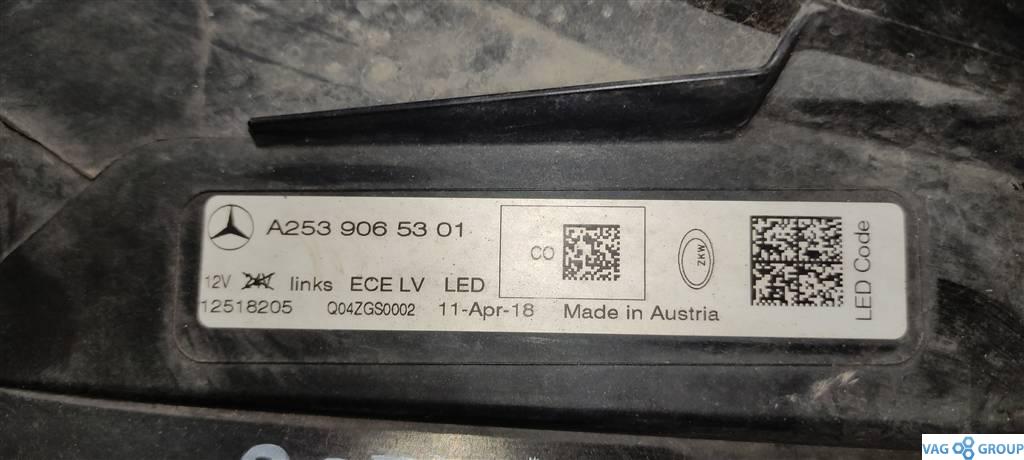 A253 906 53 01
CO
ZKW
LED Code
12V 24V links ECE LV LED
12518205 Q04ZGS0002 11-Apr-18 Made in Austria
VAG GROUP